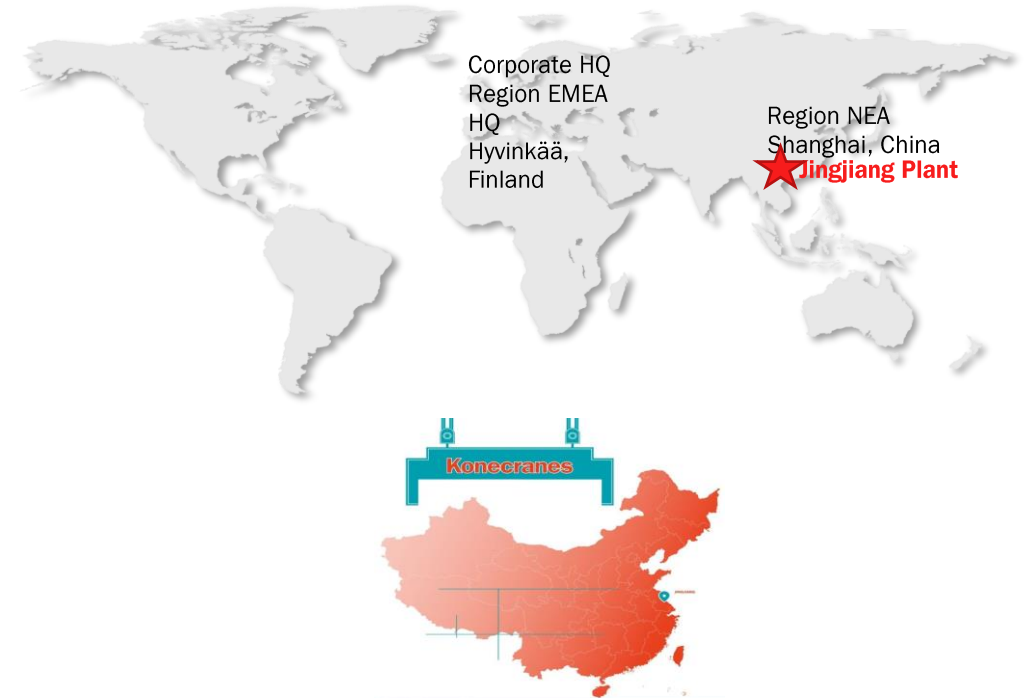 Corporate HQ
Region EMEA
HQ
Hyvinkää,
Finland
Region NEA
Shanghai, China
Jingjiang Plant
Konecranes